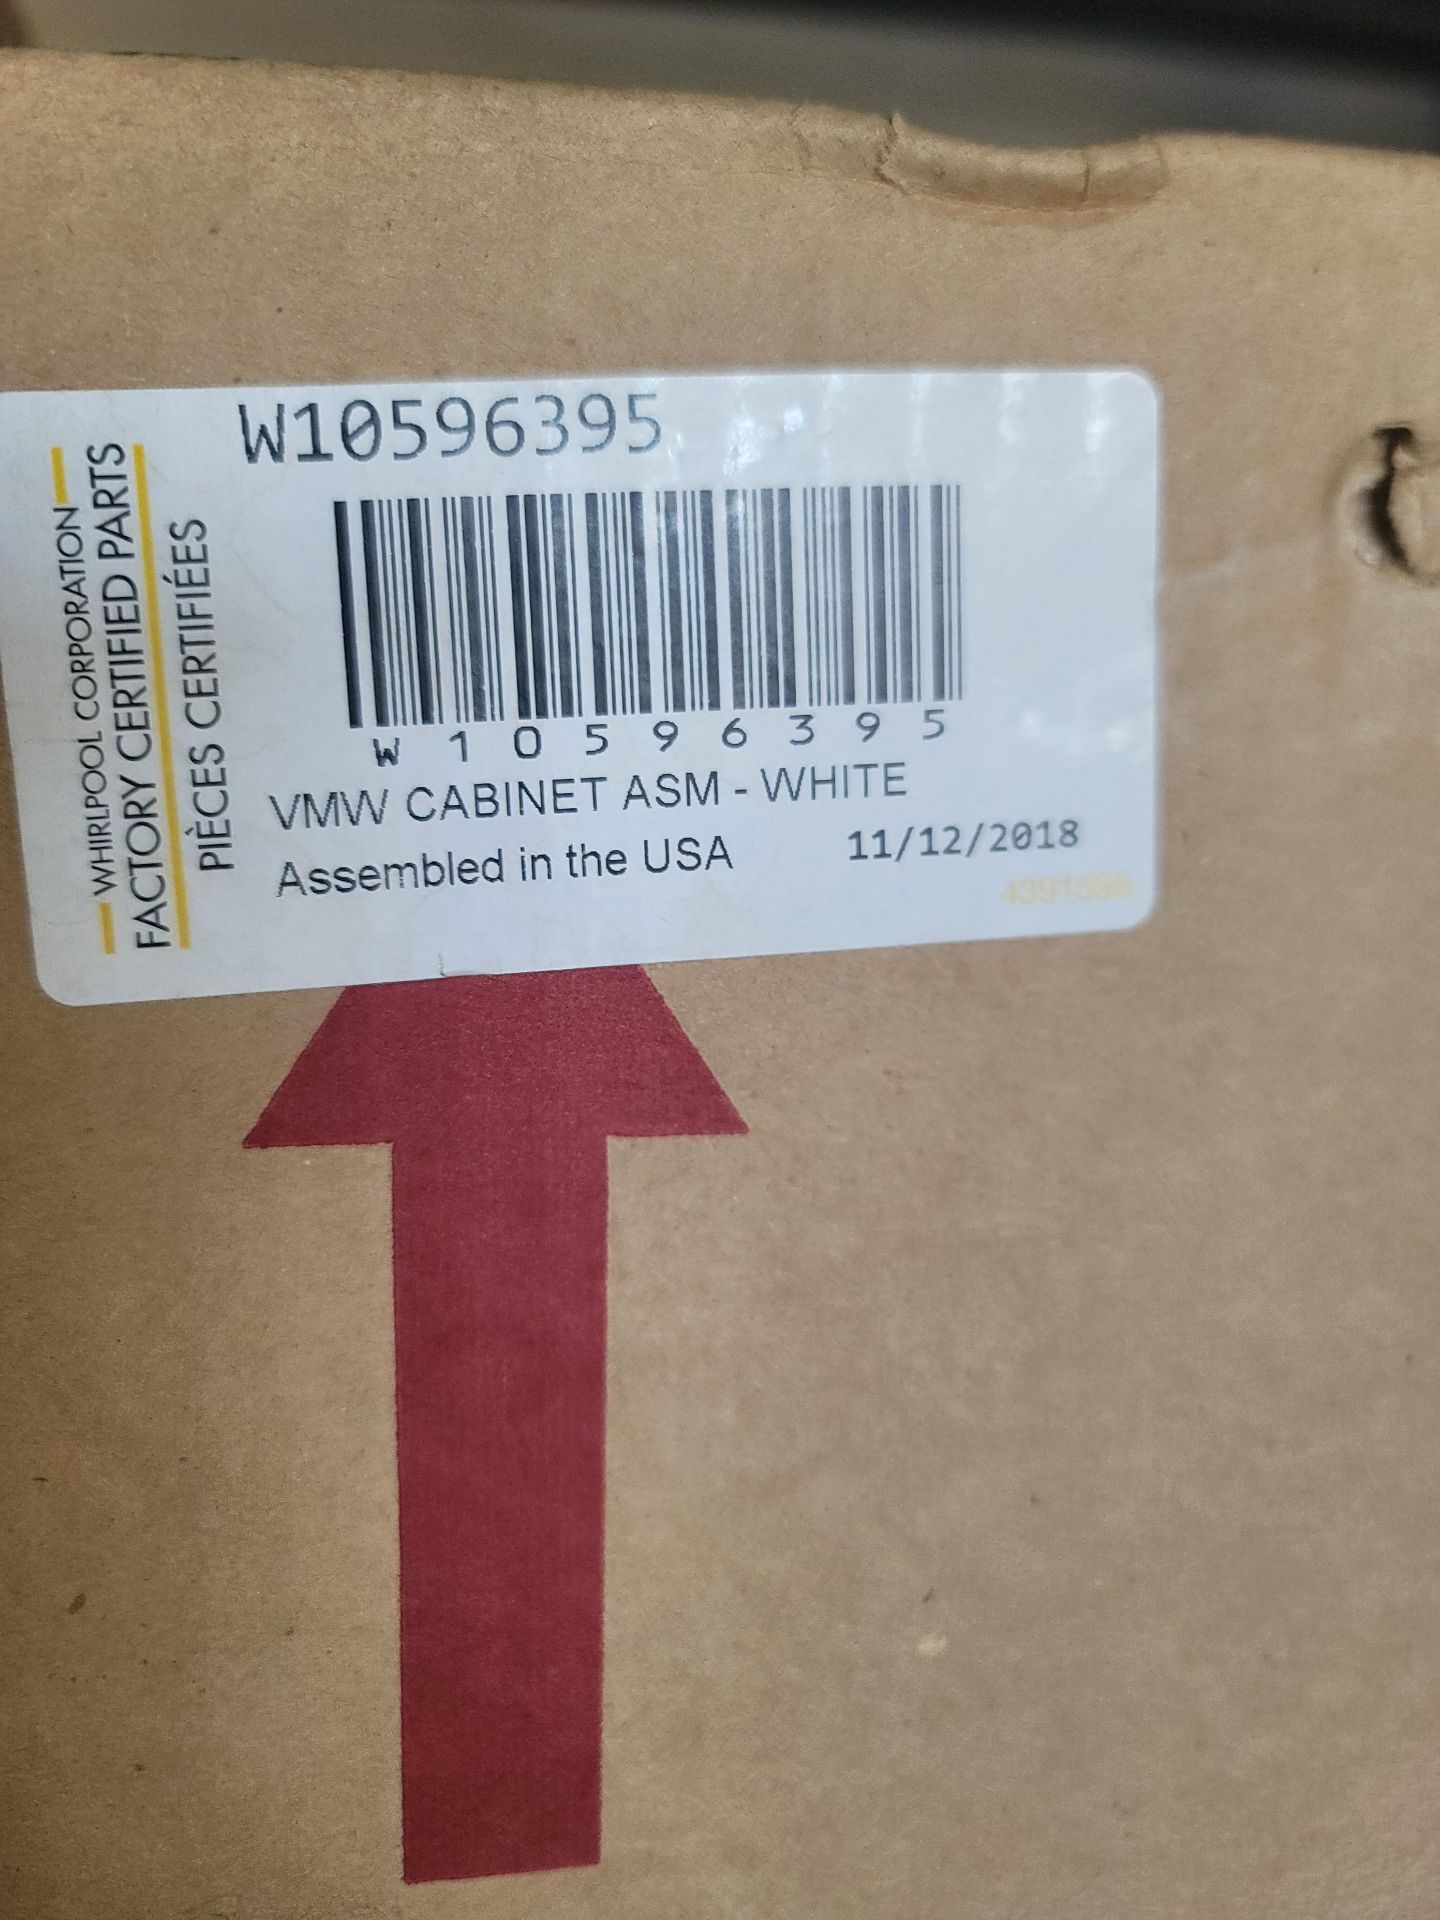 W10596395
W10596395
VMW CABINET ASM - WHITE
Assembled in the USA 11/12/2018
WHIRLPOOL CORPORATION
FACTORY CERTIFIED PARTS
PIÈCES CERTIFIÉES